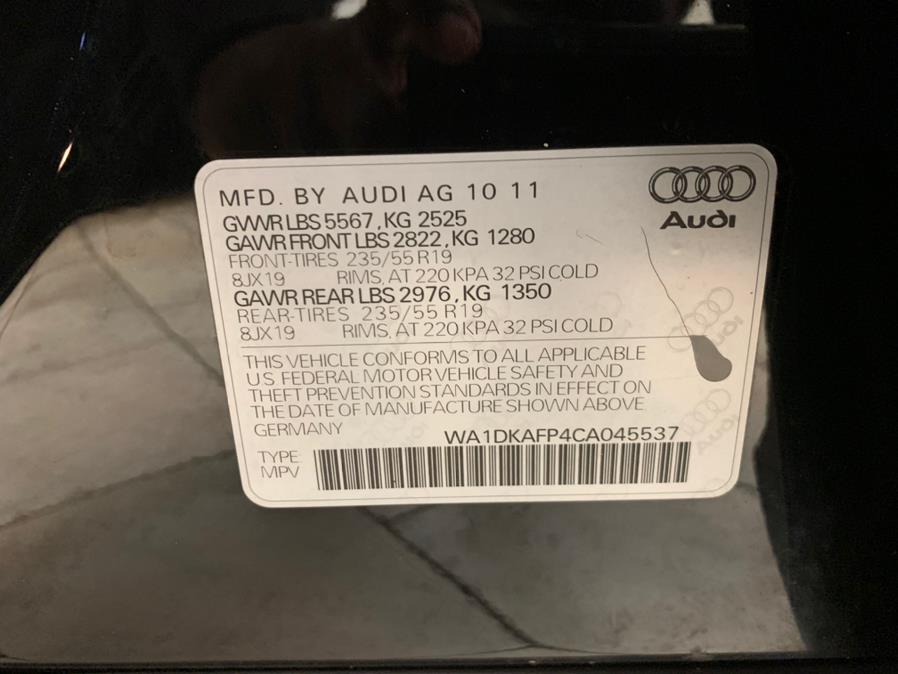 MFD. BY AUDI AG 10 11
Audi
GVWR LBS 5567, KG 2525
GAWR FRONT LBS 2822, KG 1280
FRONT-TIRES 235/55 R19
8JX19 RIMS, AT 220 KPA 32 PSI COLD
GAWR REAR LBS 2976, KG 1350
REAR-TIRES 235/55 R19
8JX19 RIMS, AT 220 KPA 32 PSI COLD
THIS VEHICLE CONFORMS TO ALL APPLICABLE
U.S. FEDERAL MOTOR VEHICLE SAFETY AND
THEFT PREVENTION STANDARDS IN EFFECT ON
THE DATE OF MANUFACTURE SHOWN ABOVE
GERMANY WA1DKAFP4CA045537
TYPE
MPV